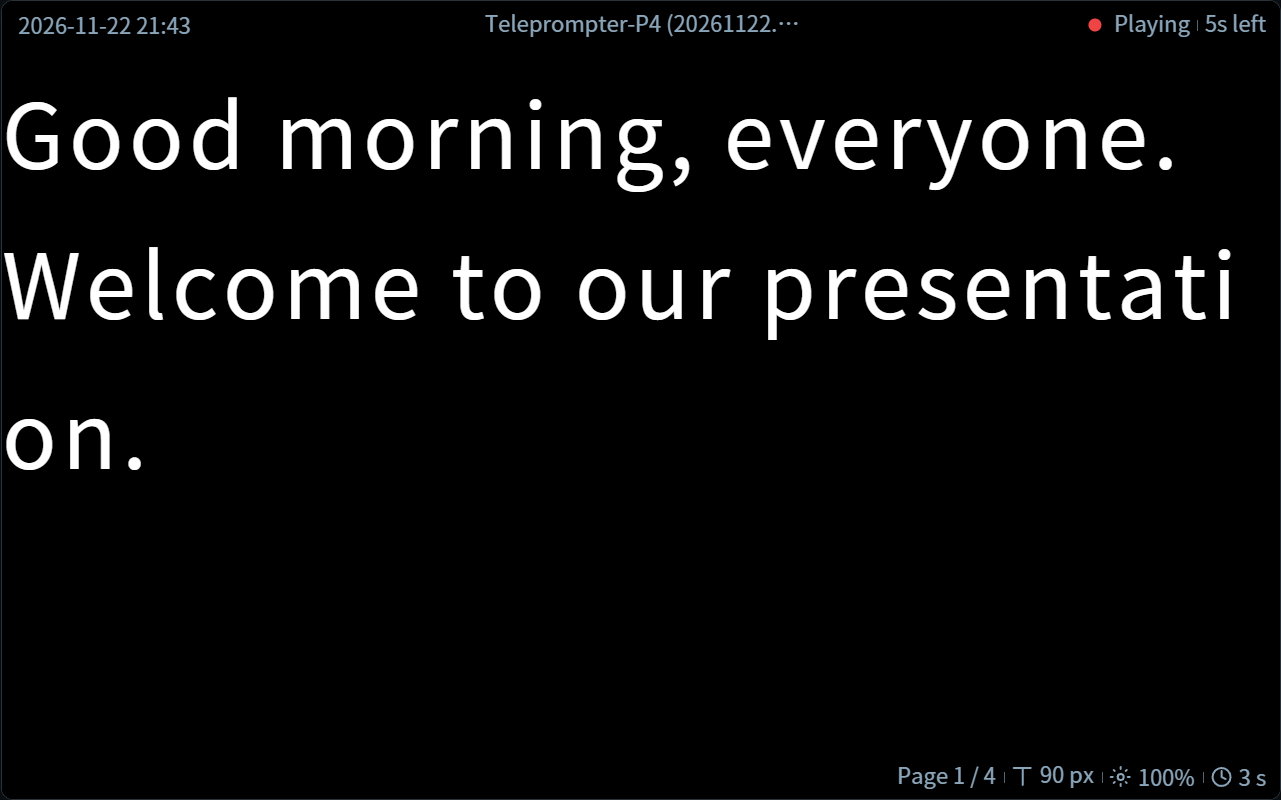 2026-11-22 21:43
Teleprompter-P4 (20261122.···
Playing
5s left
Good morning, everyone.
Welcome to our presentati
on.
Page 1 / 4
90 px
100%
3 s